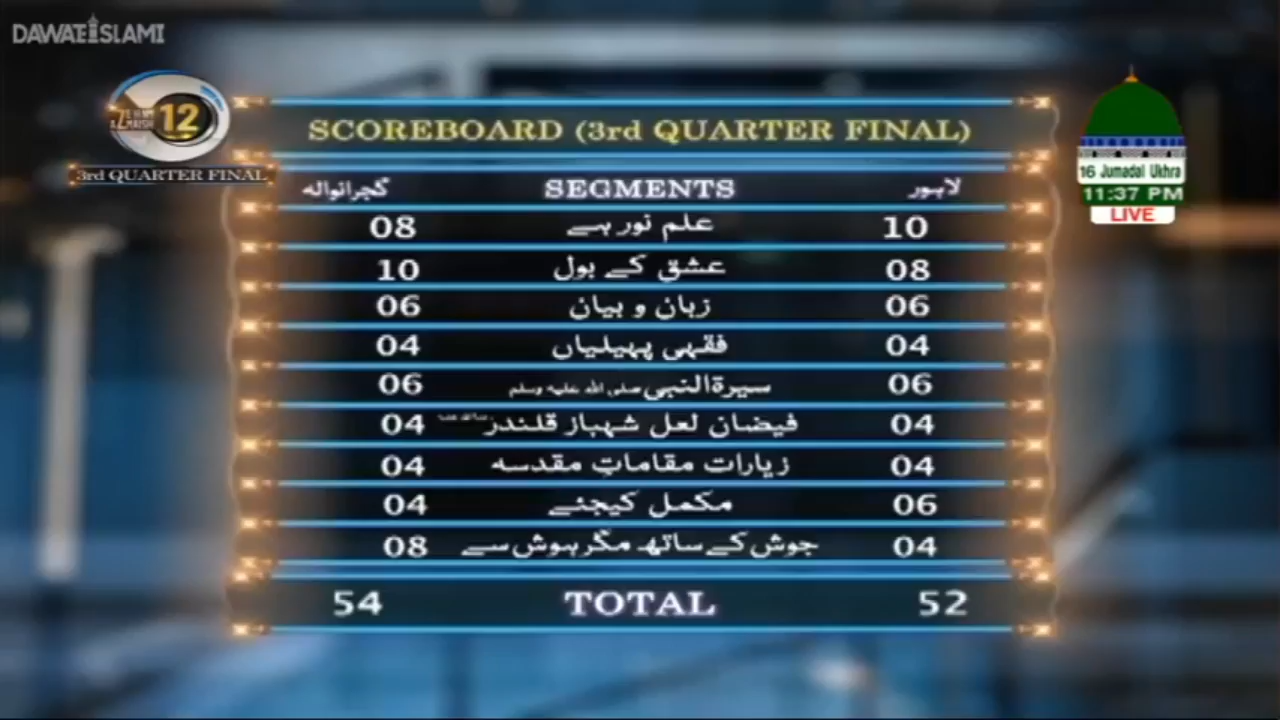 DAWATEISLAMI
ZEHNI AZMAISH 12
3rd QUARTER FINAL
SCOREBOARD (3rd QUARTER FINAL)
16 Jumadal Ukhra
11:37 PM
LIVE
گجرانوالہ SEGMENTS لاہور
08 علم نور ہے 10
10 عشق کے بول 08
06 زبان و بیان 06
04 فقہی پہیلیاں 04
06 سیرۃالنبی صلی اللہ علیہ وسلم 06
04 فیضان لعل شہباز قلندر 04
04 زیارات مقاماتِ مقدسہ 04
04 مکمل کیجئے 06
08 جوش کے ساتھ مگر ہوش سے 04
54 TOTAL 52